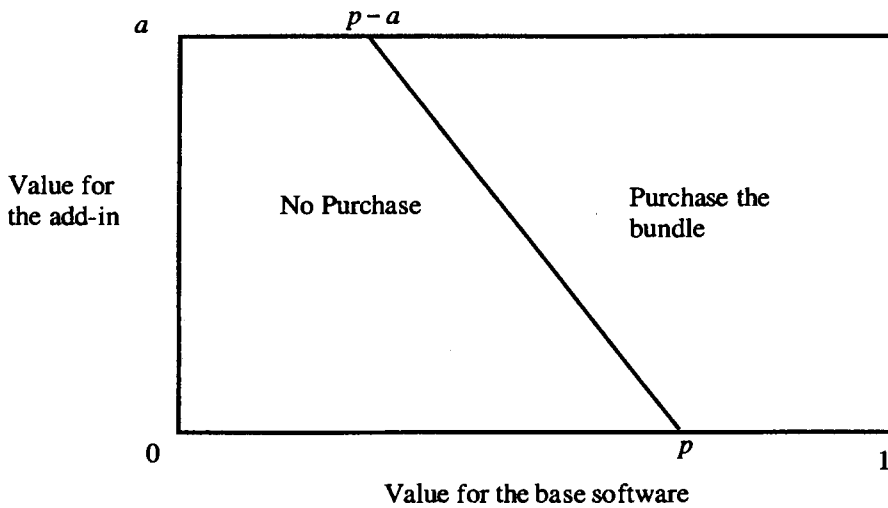 a
p – a
Value for
the add-in
No Purchase
Purchase the
bundle
0
p
1
Value for the base software